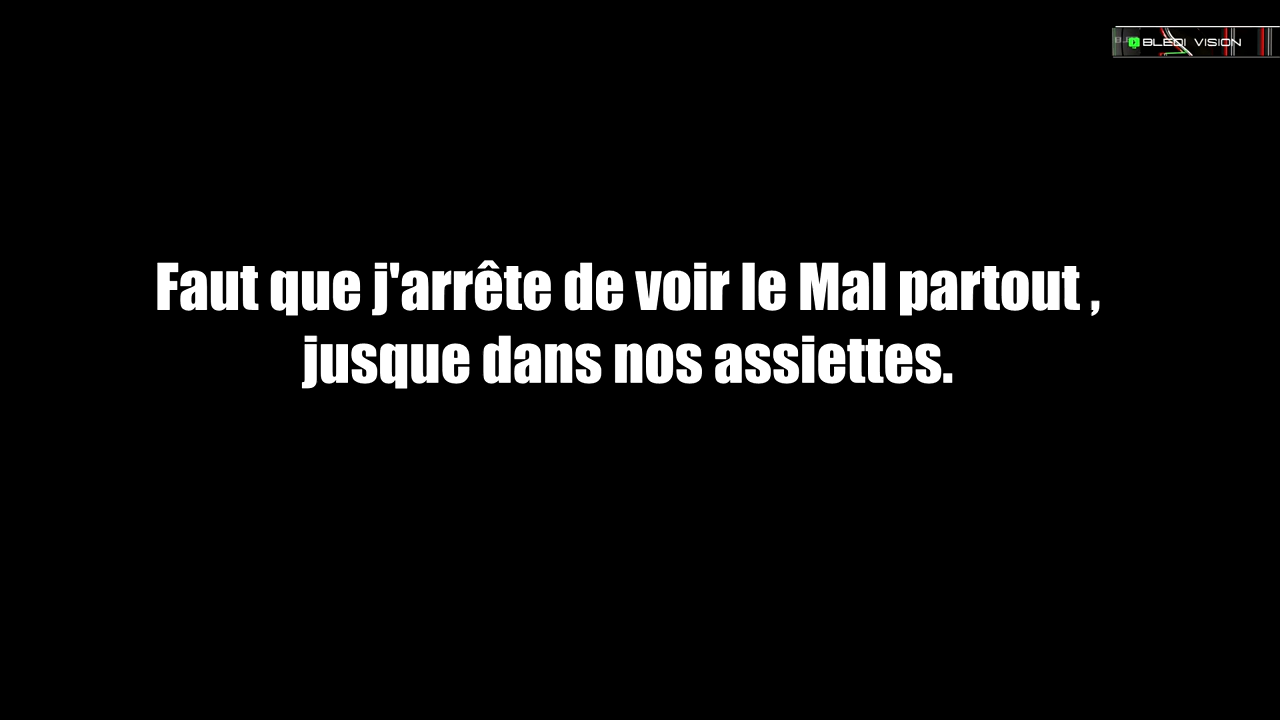 BLEDI VISION
Faut que j'arrête de voir le Mal partout ,
jusque dans nos assiettes.